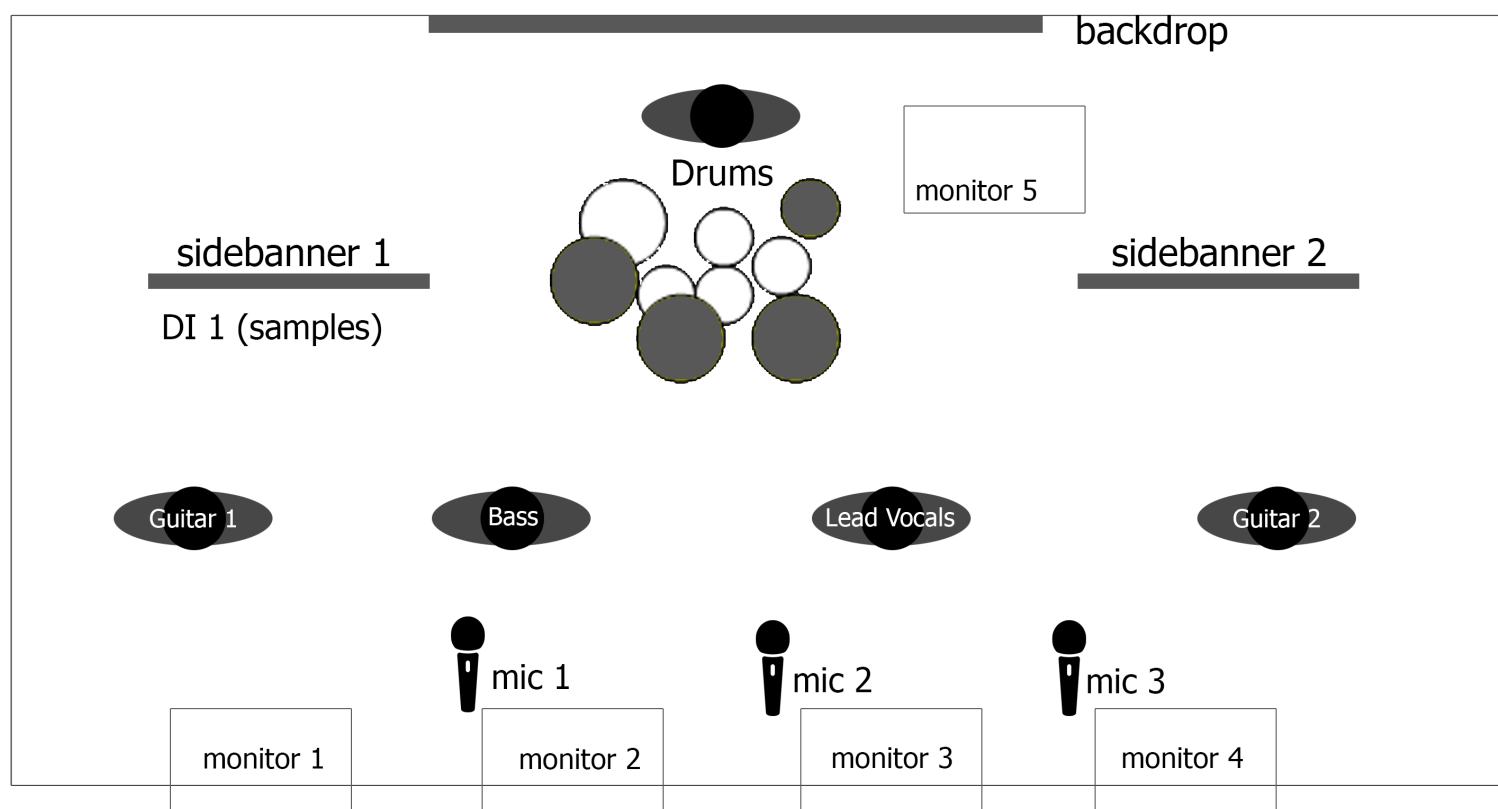 backdrop
Drums
monitor 5
sidebanner 1
sidebanner 2
DI 1 (samples)
Guitar 1
Bass
Lead Vocals
Guitar 2
mic 1
mic 2
mic 3
monitor 1
monitor 2
monitor 3
monitor 4